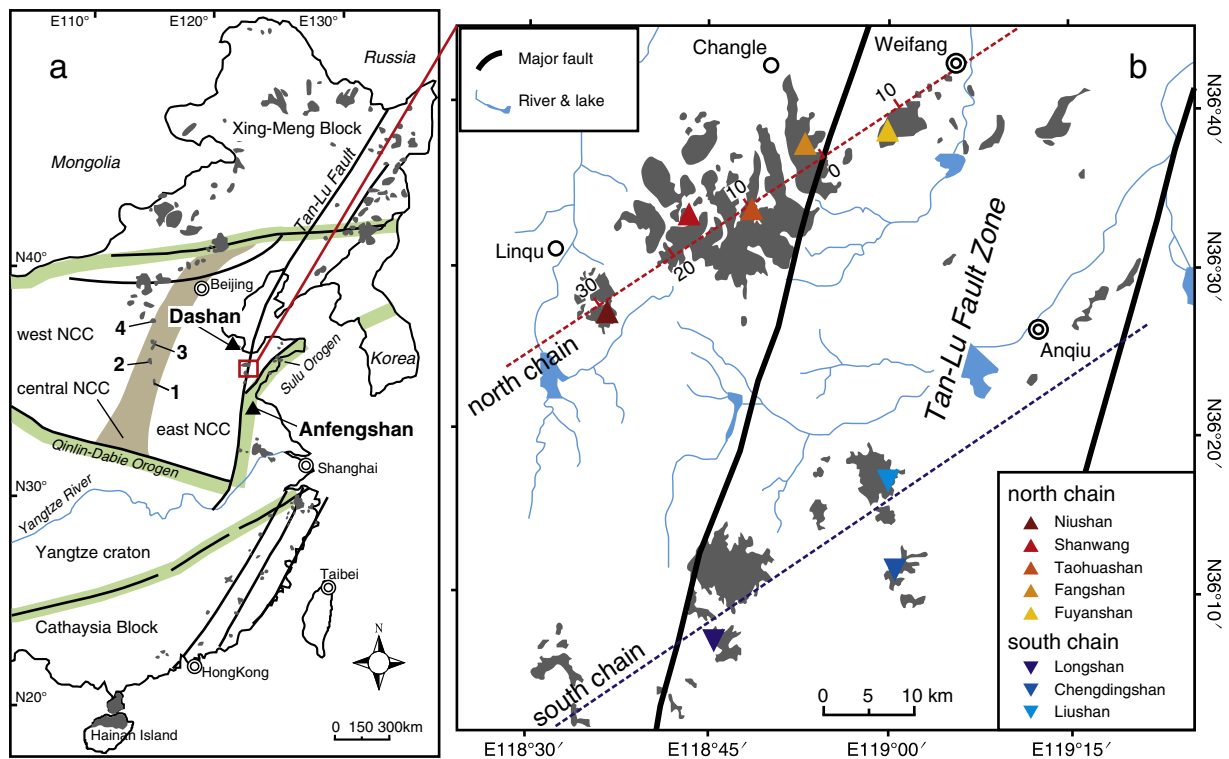 E110°
E120°
E130°
a
Russia
Xing-Meng Block
Mongolia
Tan-Lu Fault
N40°
Beijing
Dashan
west NCC
4
3
2
1
central NCC
Korea
Sulu Orogen
east NCC
Anfengshan
Qinlin-Dabie Orogen
Shanghai
N30°
Yangtze River
Yangtze craton
Taibei
Cathaysia Block
N
HongKong
N20°
Hainan Island
0 150 300km
Major fault
River & lake
Changle
Weifang
b
10
0
10
20
30
Linqu
north chain
Tan-Lu Fault Zone
Anqiu
south chain
0 5 10 km
north chain
Niushan
Shanwang
Taohuashan
Fangshan
Fuyanshan
south chain
Longshan
Chengdingshan
Liushan
N36°40′
N36°30′
N36°20′
N36°10′
E118°30′
E118°45′
E119°00′
E119°15′